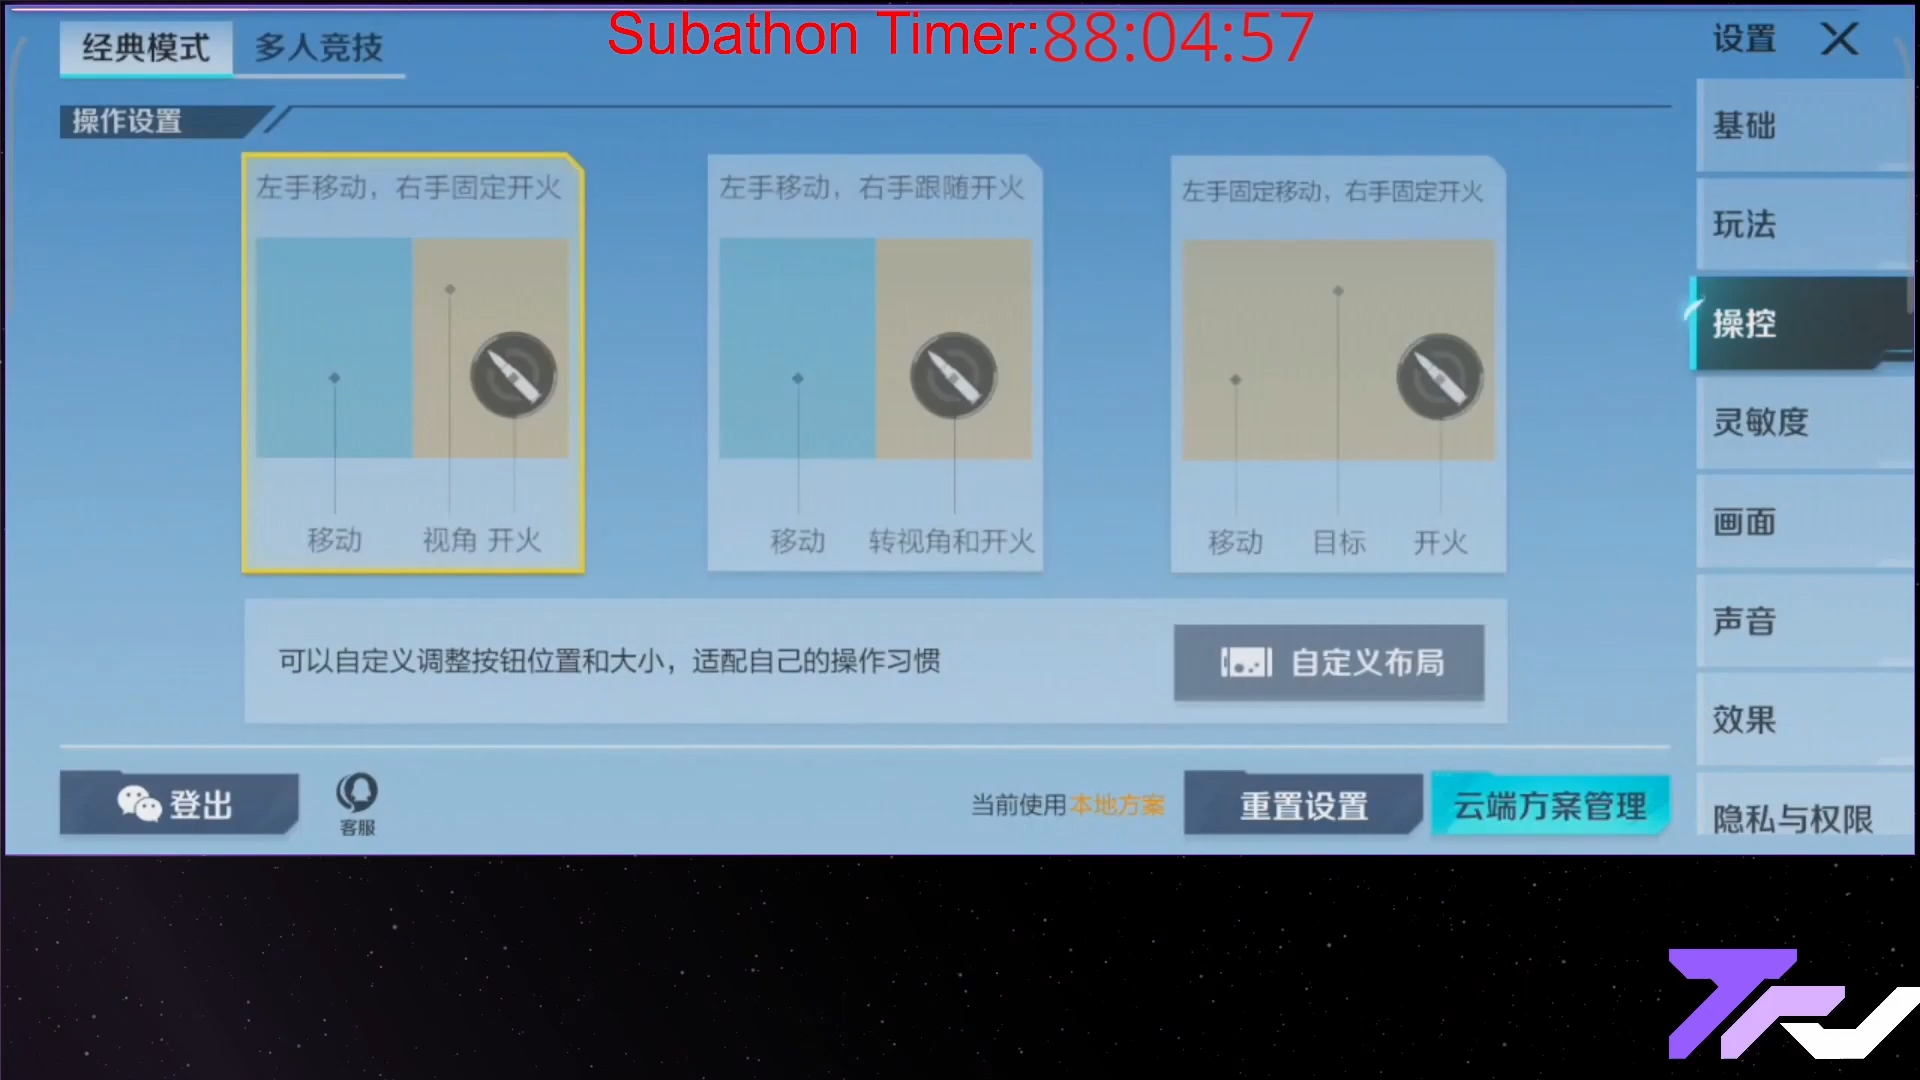 Subathon Timer:88:04:57
经典模式
多人竞技
设置
操作设置
左手移动，右手固定开火
移动
视角
开火
左手移动，右手跟随开火
移动
转视角和开火
左手固定移动，右手固定开火
移动
目标
开火
可以自定义调整按钮位置和大小，适配自己的操作习惯
自定义布局
登出
客服
当前使用本地方案
重置设置
云端方案管理
基础
玩法
操控
灵敏度
画面
声音
效果
隐私与权限